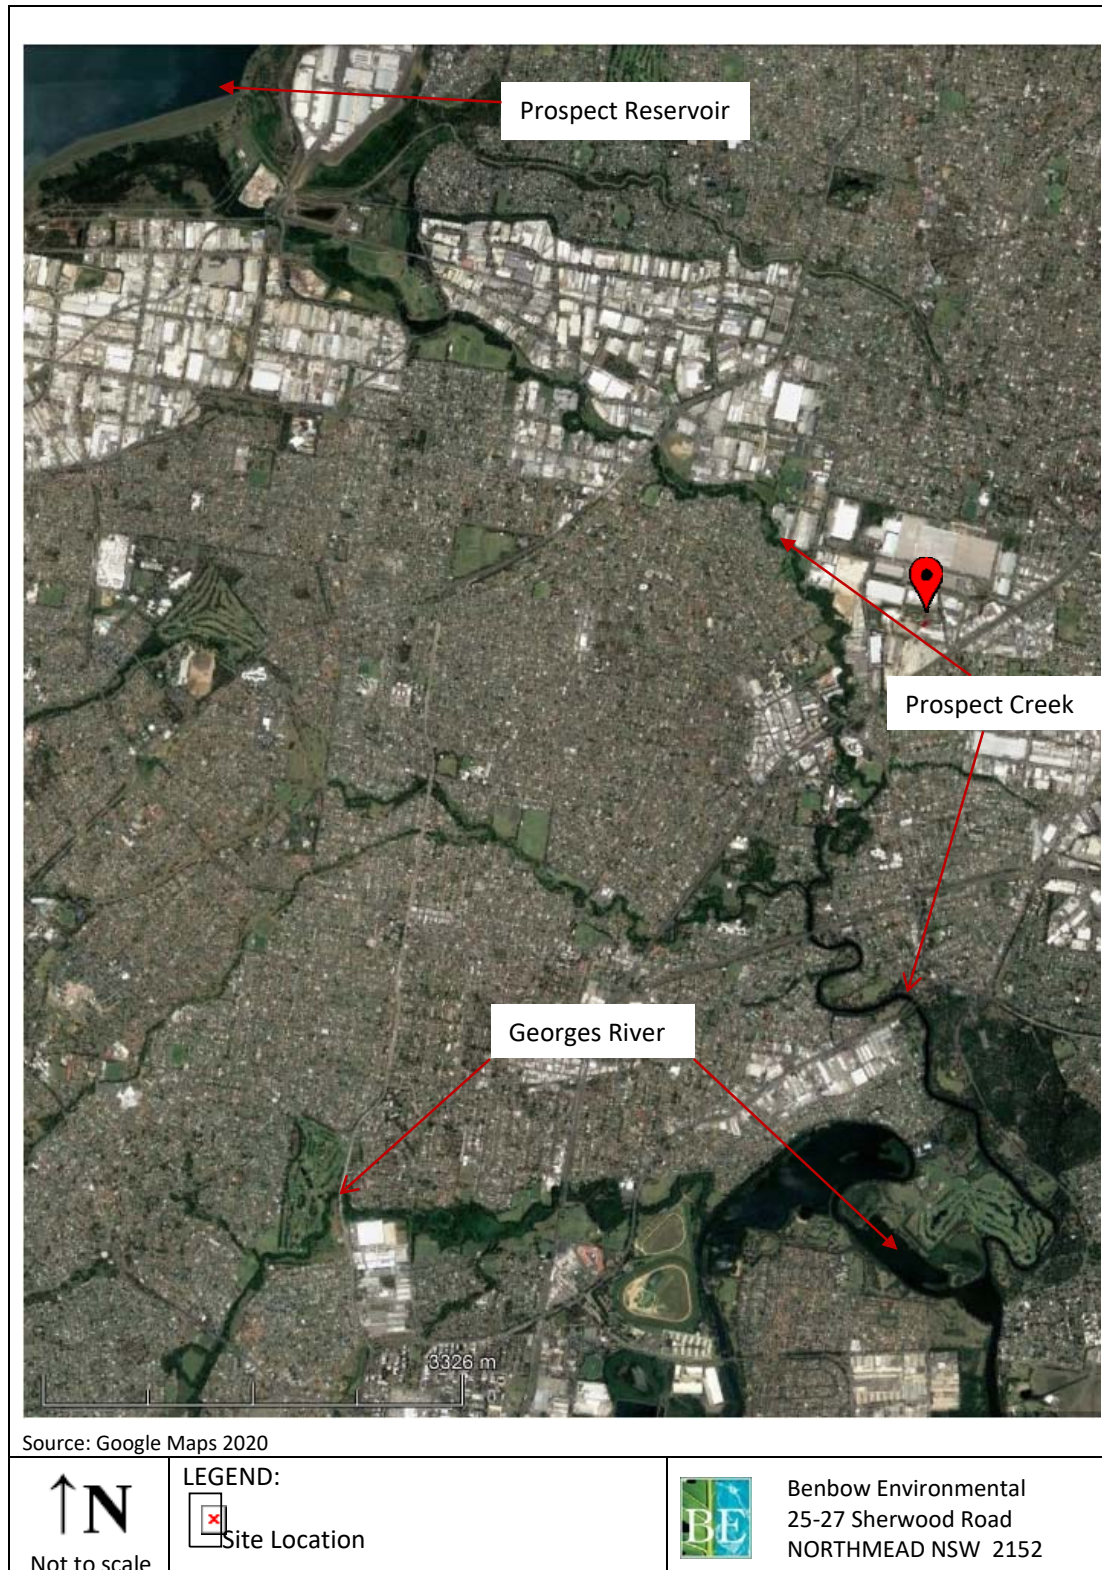 Prospect Reservoir
Prospect Creek
Georges River
3326 m
Source: Google Maps 2020
N
Not to scale
LEGEND:
Site Location
BE
Benbow Environmental
25-27 Sherwood Road
NORTHMEAD NSW 2152